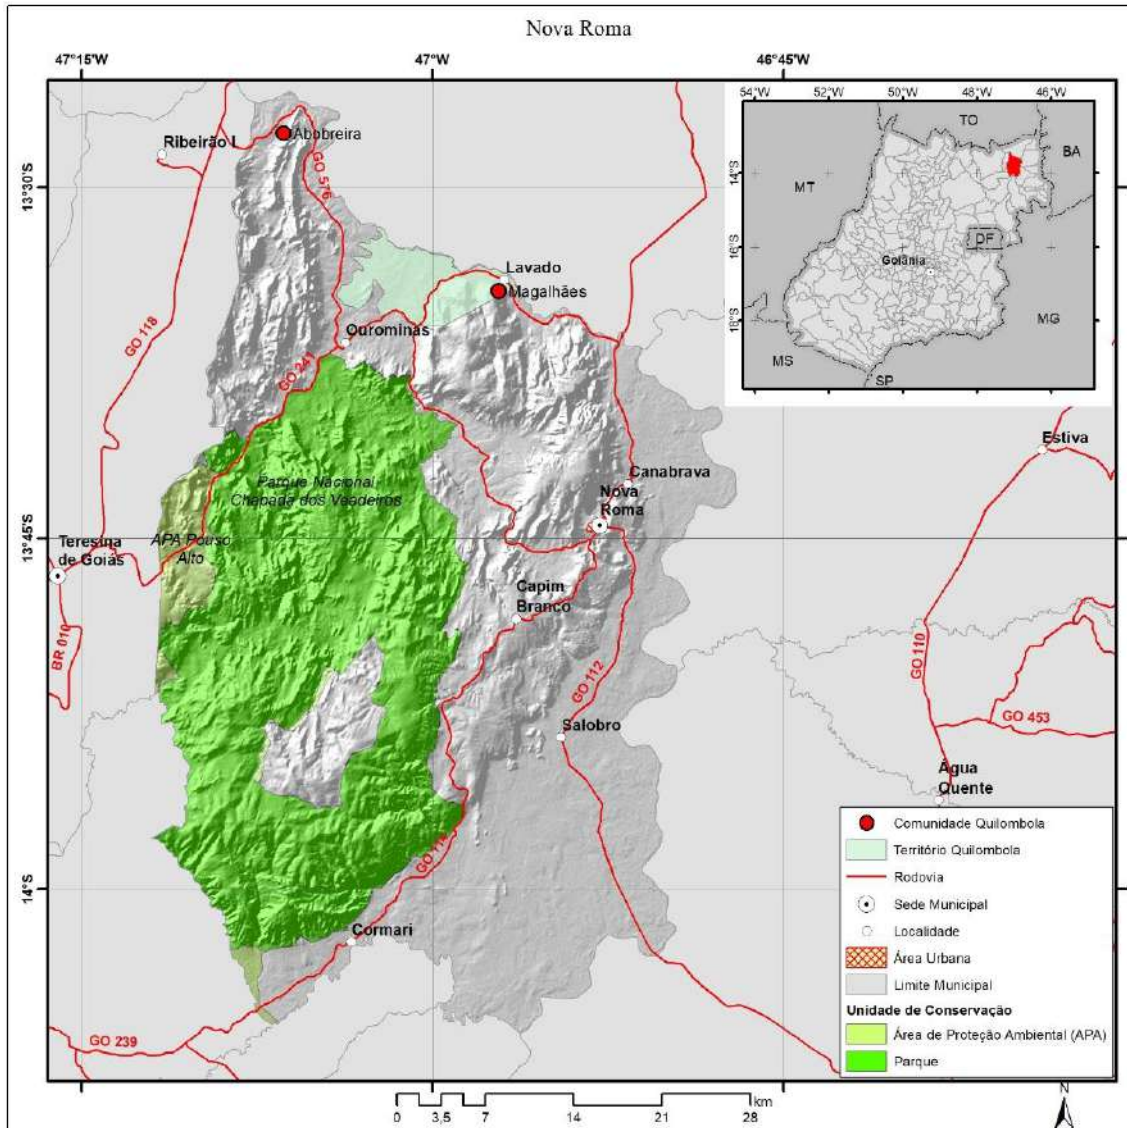 Nova Roma
47°15'W
47°0'W
46°45'W
54°W
52°W
50°W
48°W
46°W
TO
BA
MT
14°S
DF
16°S
Goiânia
18°S
MG
MS
SP
Ribeirão I
Abobreira
GO 576
13°30'S
Lavado
Magalhães
GO 118
Ourominas
GO 241
Estiva
Canabrava
Parque Nacional
Chapada dos Veadeiros
Nova
Roma
13°45'S
Teresina
de Goiás
APA Pouso
Alto
Capim
Branco
BR 010
GO 112
GO 110
Salobro
GO 453
Água
Quente
GO 114
14°S
Cormari
GO 239
Comunidade Quilombola
Território Quilombola
Rodovia
Sede Municipal
Localidade
Área Urbana
Limite Municipal
Unidade de Conservação
Área de Proteção Ambiental (APA)
Parque
km
0 3,5 7 14 21 28
N